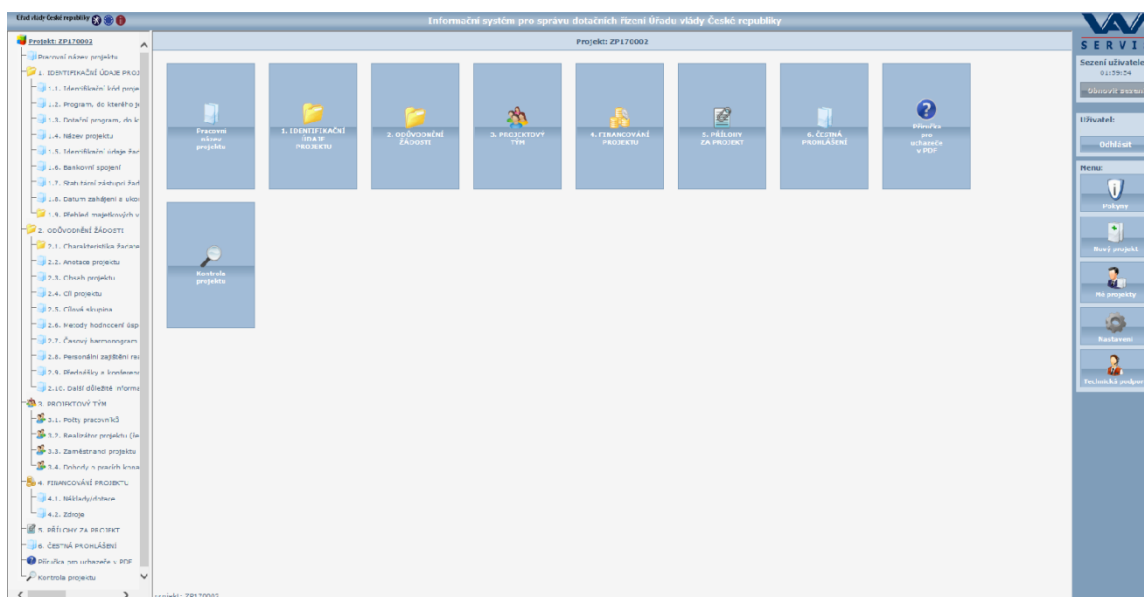 Úřad vlády České republiky
Informační systém pro správu dotačních řízení Úřadu vlády České republiky
Projekt: ZP170002
Pracovní název projektu
1. IDENTIFIKAČNÍ ÚDAJE PROJ
1.1. Identifikační kód proje
1.2. Program, do kterého je
1.3. Dotační program, do k
1.4. Název projektu
1.5. Identifikační údaje žad
1.6. Bankovní spojení
1.7. Statutární zástupci žad
1.8. Datum zahájení a ukon
1.9. Přehled majetkových v
2. ODŮVODNĚNÍ ŽÁDOSTI
2.1. Charakteristika žadate
2.2. Anotace projektu
2.3. Obsah projektu
2.4. Cíl projektu
2.5. Cílová skupina
2.6. Metody hodnocení úsp
2.7. Časový harmonogram
2.8. Personální zajištění rea
2.9. Přednášky a konferenc
2.10. Další důležité informa
3. PROJEKTOVÝ TÝM
3.1. Počty pracovníků
3.2. Realizátor projektu (ře
3.3. Zaměstnanci projektu
3.4. Dohody o pracích kona
4. FINANCOVÁNÍ PROJEKTU
4.1. Náklady/dotace
4.2. Zdroje
5. PŘÍLOHY ZA PROJEKT
6. ČESTNÁ PROHLÁŠENÍ
Příručka pro uchazeče v PDF
Kontrola projektu
Projekt: ZP170002
Pracovní
název
projektu
1. IDENTIFIKAČNÍ
ÚDAJE
PROJEKTU
2. ODŮVODNĚNÍ
ŽÁDOSTI
3. PROJEKTOVÝ
TÝM
4. FINANCOVÁNÍ
PROJEKTU
5. PŘÍLOHY
ZA PROJEKT
6. ČESTNÁ
PROHLÁŠENÍ
Příručka
pro
uchazeče
v PDF
Kontrola
projektu
projekt: ZP170002
VAV
SERVI
Sezení uživatele
01:59:54
Obnovit sezení
Uživatel:
Odhlásit
Menu:
Pokyny
Nový projekt
Mé projekty
Nastavení
Technická podpor